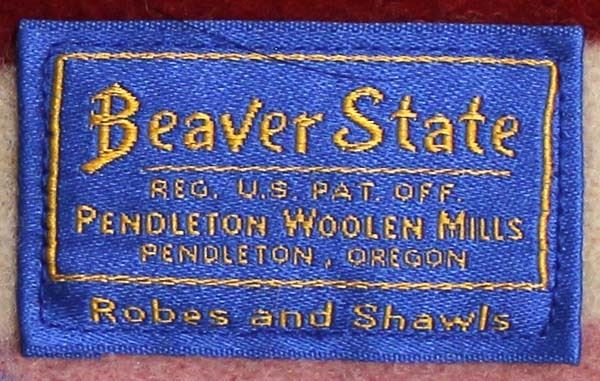 Beaver State
REG. U.S. PAT. OFF.
PENDLETON WOOLEN MILLS
PENDLETON, OREGON
Robes and Shawls